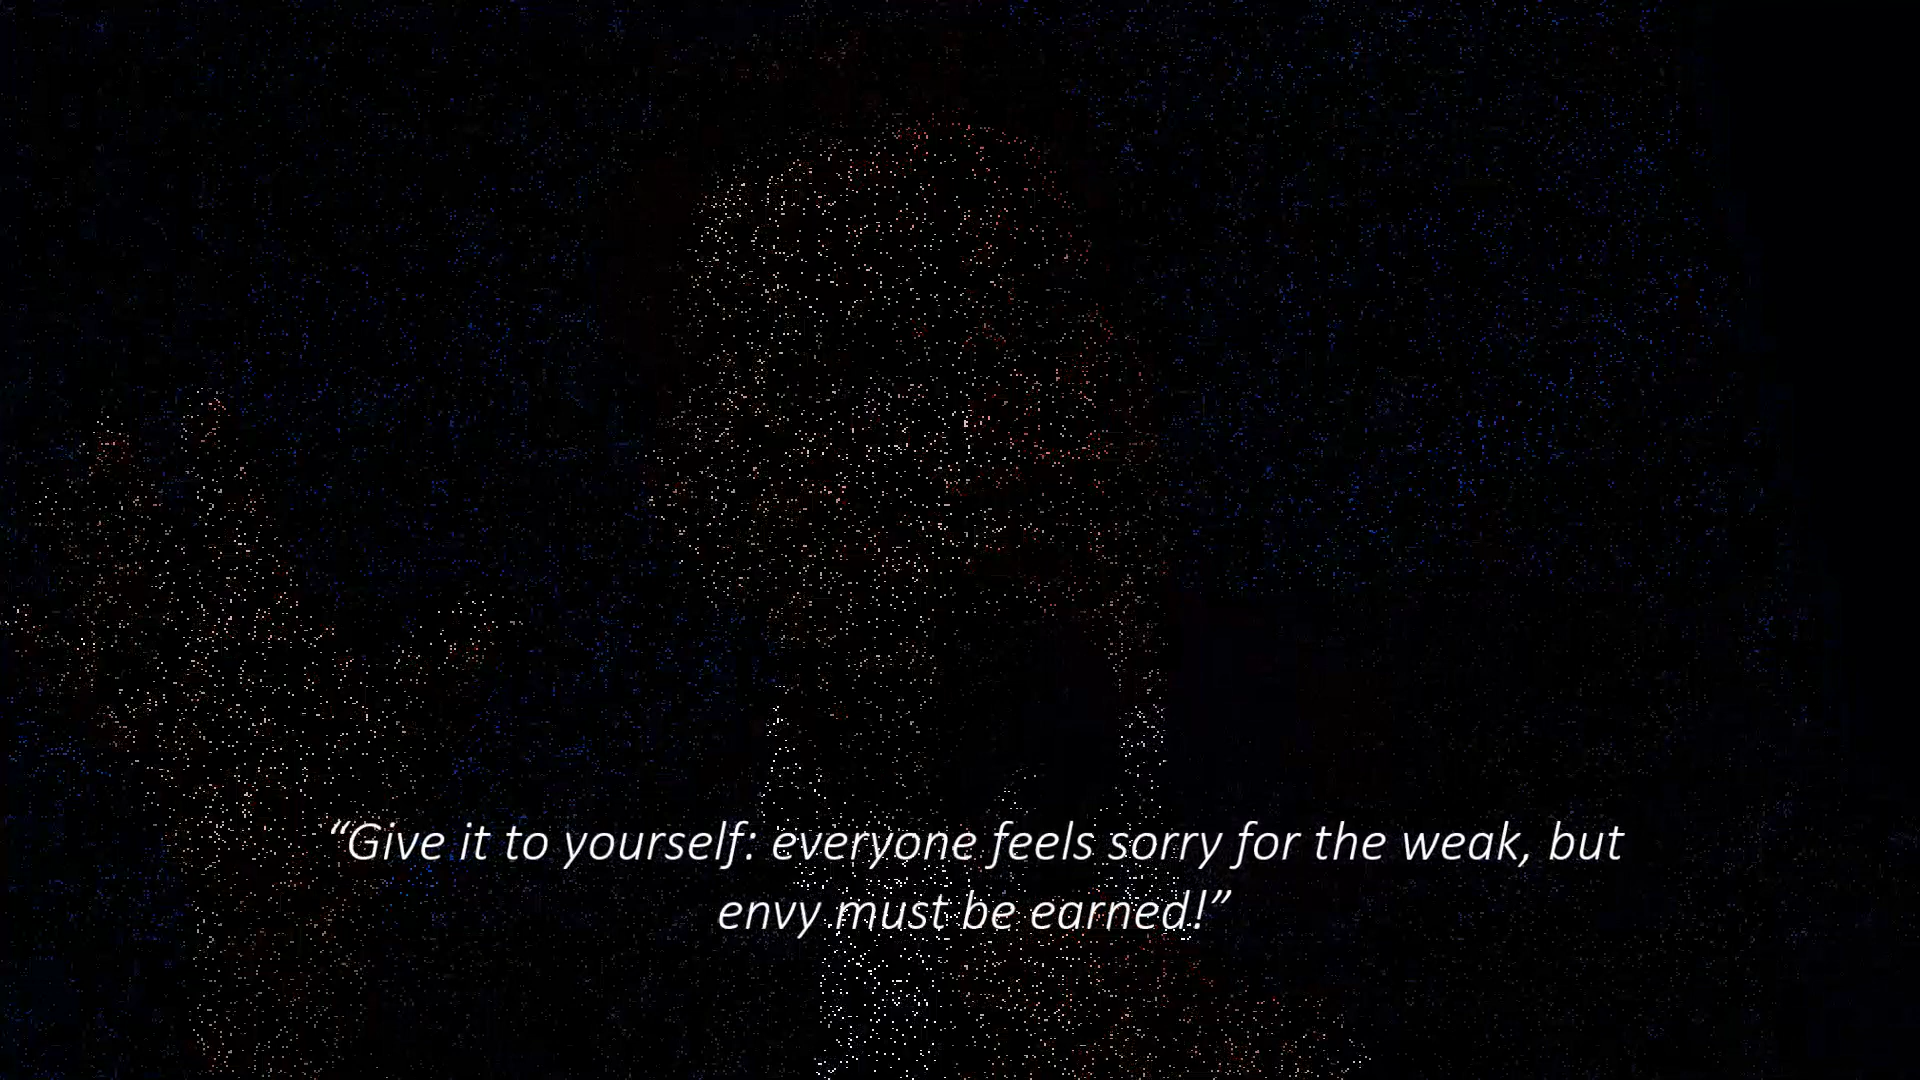 “Give it to yourself: everyone feels sorry for the weak, but
envy must be earned!”